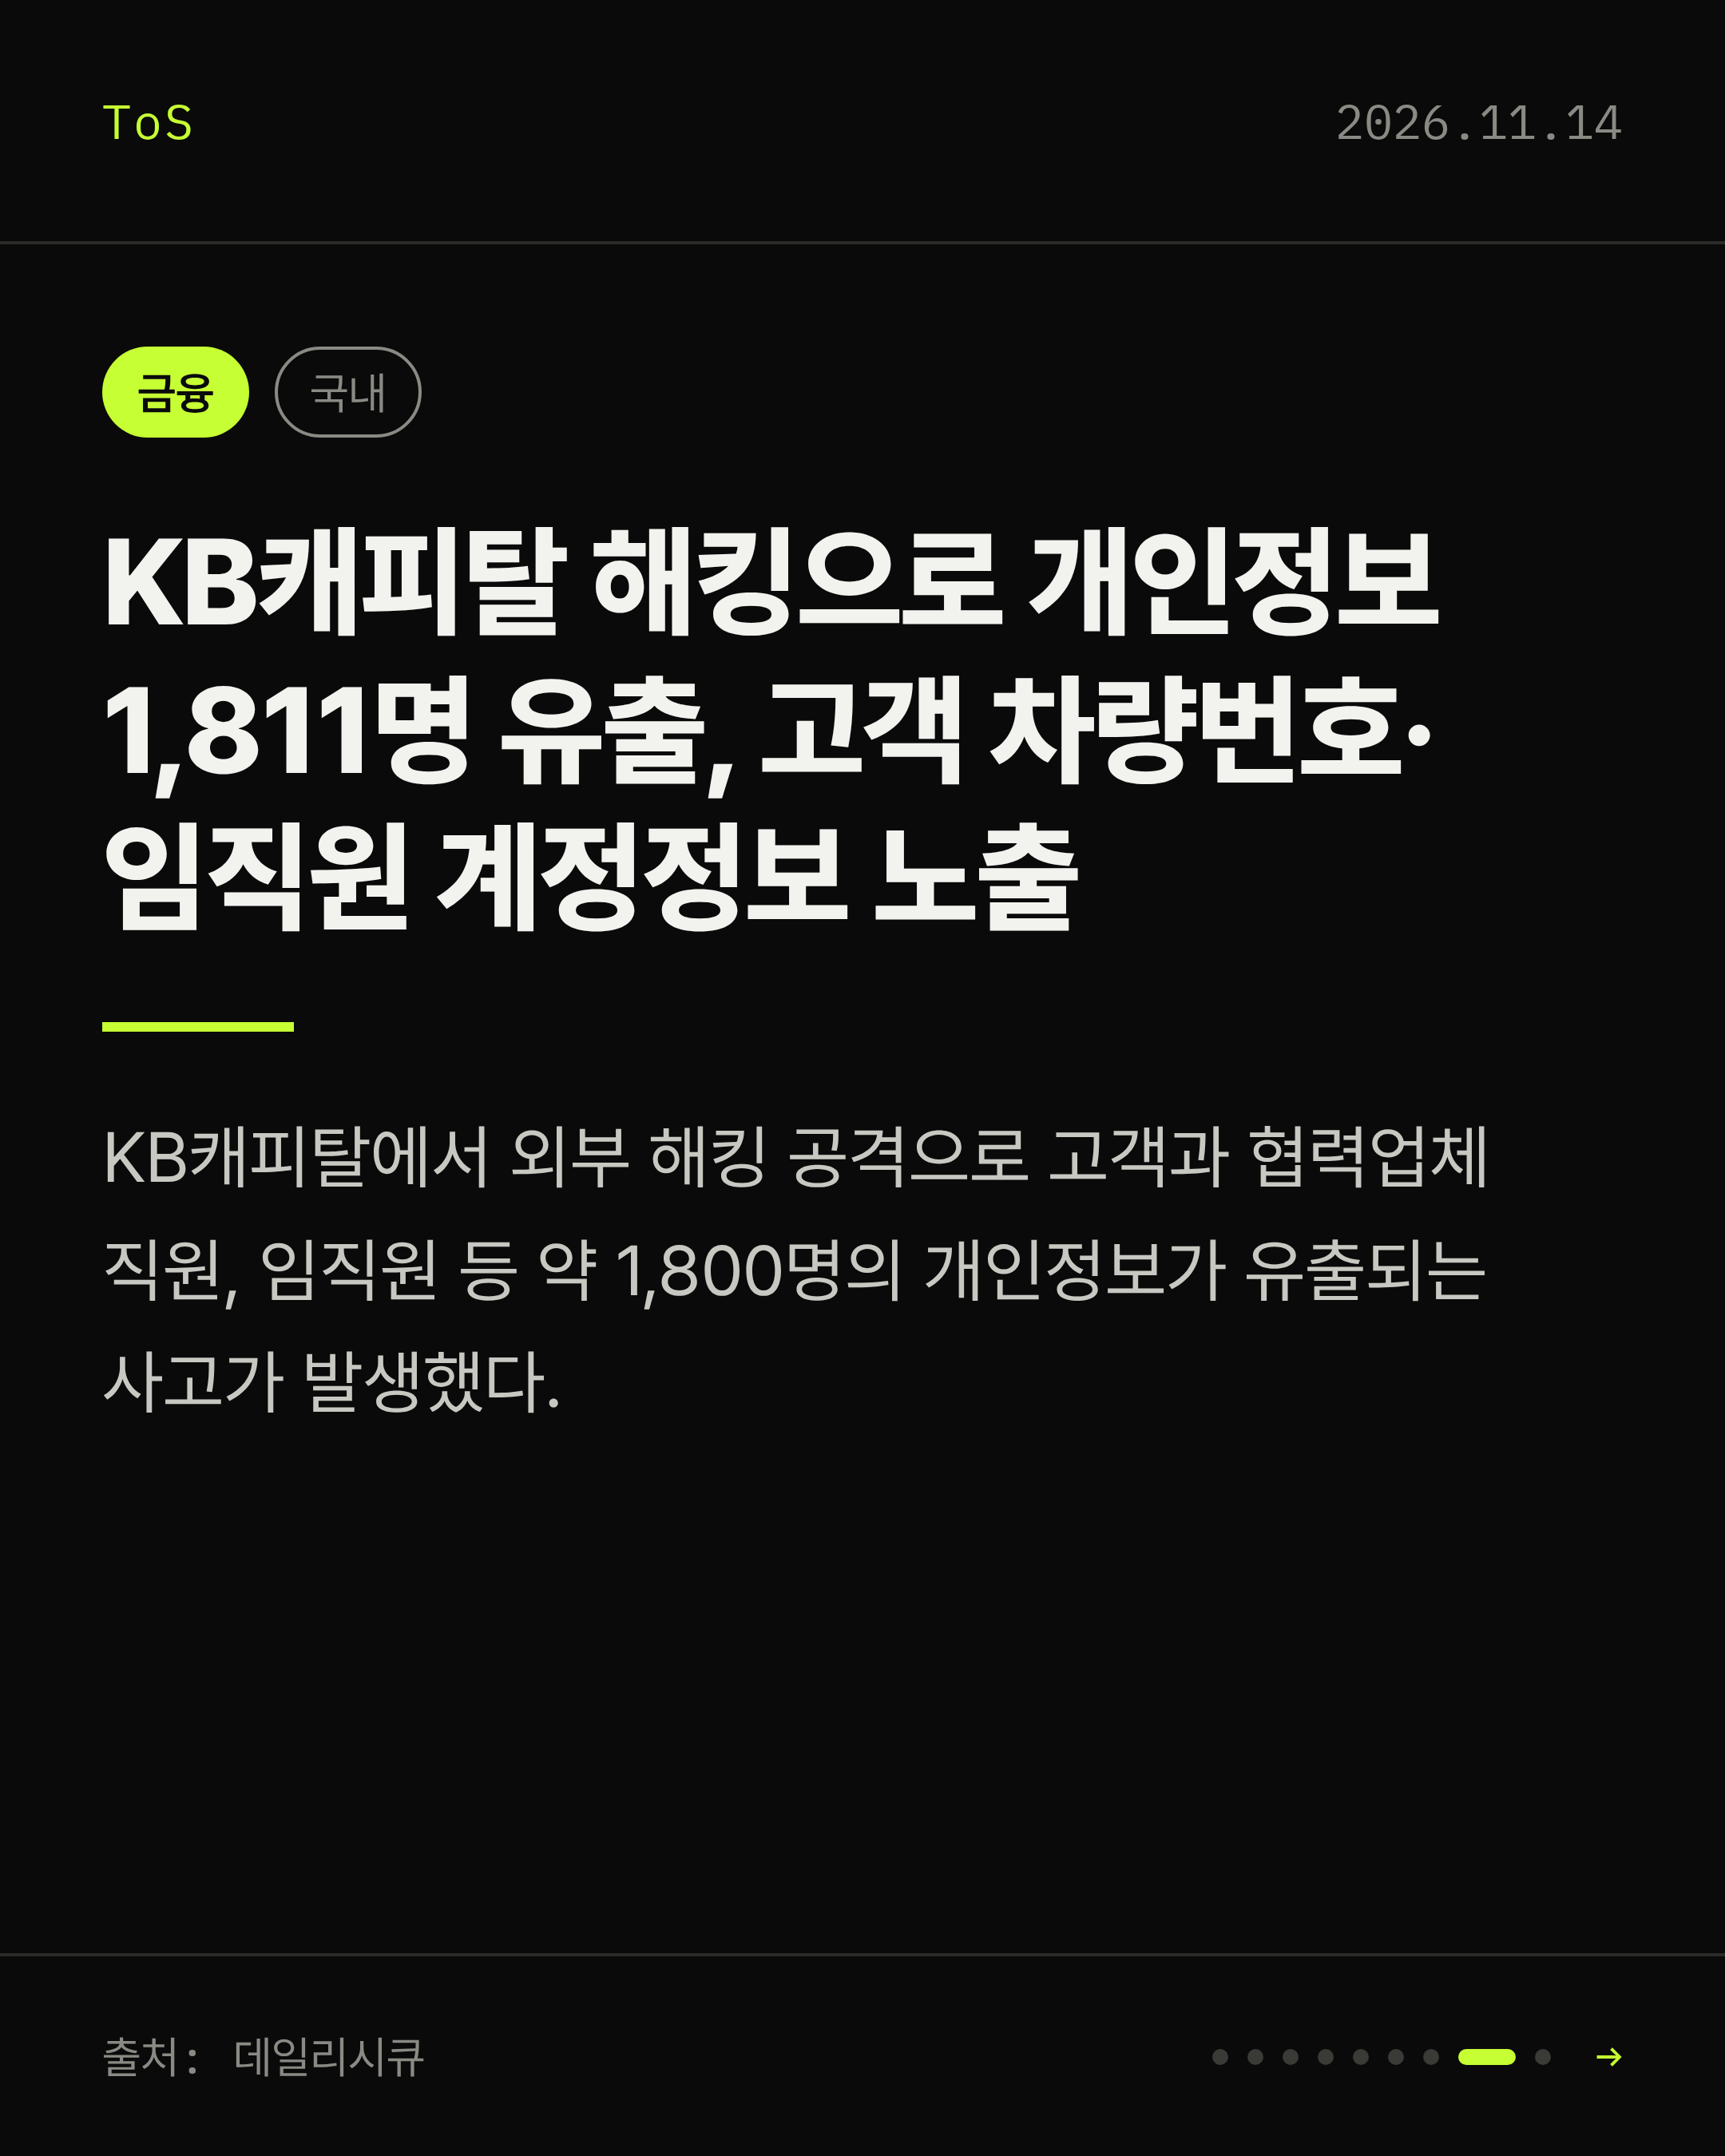 ToS
2026.11.14
금융
국내
KB캐피탈 해킹으로 개인정보
1,811명 유출, 고객 차량번호·
임직원 계정정보 노출
KB캐피탈에서 외부 해킹 공격으로 고객과 협력업체
직원, 임직원 등 약 1,800명의 개인정보가 유출되는
사고가 발생했다.
출처: 데일리시큐
→